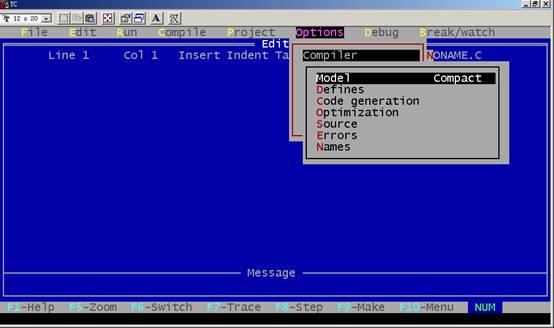 TC
T 12 x 20 A 汉
File Edit Run Compile Project Options Debug Break/watch
Edit
Line 1 Col 1 Insert Indent Ta Compiler NONAME.C
Model Compact
Defines
Code generation
Optimization
Source
Errors
Names
Message
F1-Help F5-Zoom F6-Switch F7-Trace F8-Step F9-Make F10-Menu NUM